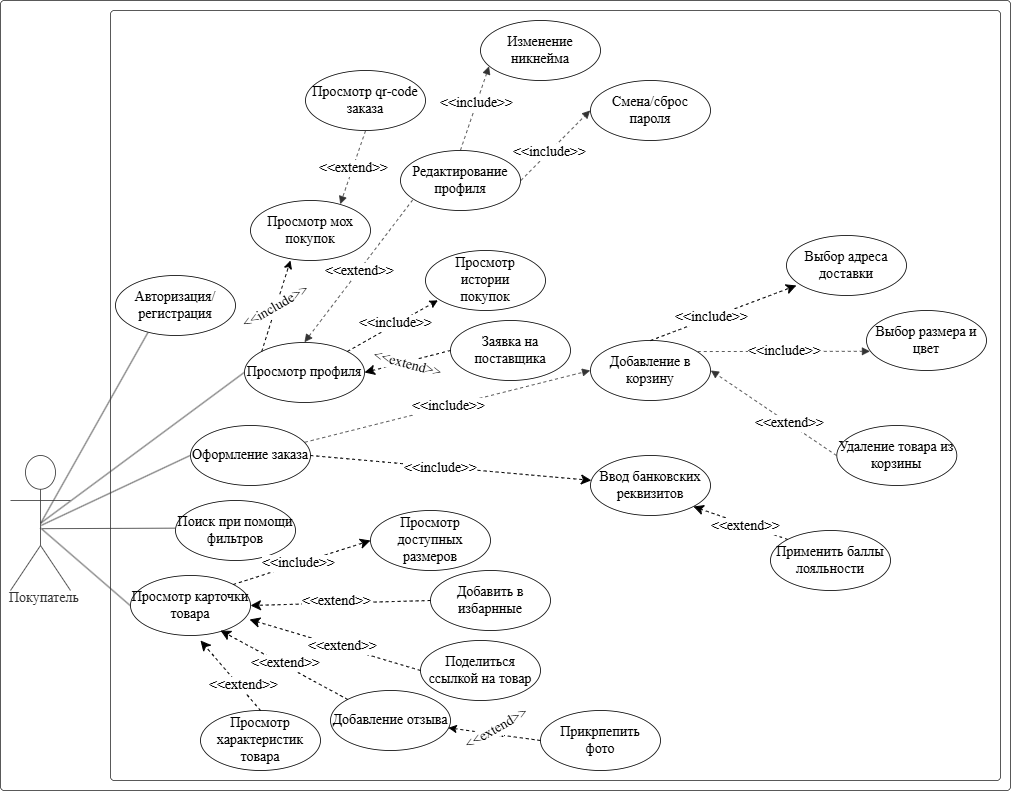 Изменение
никнейма
<<include>>
Просмотр qr-code
заказа
Смена/сброс
пароля
<<include>>
<<extend>>
Редактирование
профиля
Просмотр мох
покупок
<<extend>>
Просмотр
истории
покупок
Выбор адреса
доставки
Авторизация/
регистрация
<<include>>
<<include>>
<<include>>
Выбор размера и
цвет
Заявка на
поставщика
<<extend>>
<<include>>
Просмотр профиля
Добавление в
корзину
<<include>>
<<extend>>
Оформление заказа
Удаление товара из
корзины
<<include>>
Ввод банковских
реквизитов
Поиск при помощи
фильтров
Просмотр
доступных
размеров
<<extend>>
<<include>>
Применить баллы
лояльности
Покупатель
Просмотр карточки
товара
<<extend>>
Добавить в
избарнные
<<extend>>
<<extend>>
Поделиться
ссылкой на товар
<<extend>>
Просмотр
характеристик
товара
Добавление отзыва
<<extend>>
Прикрпепить
фото